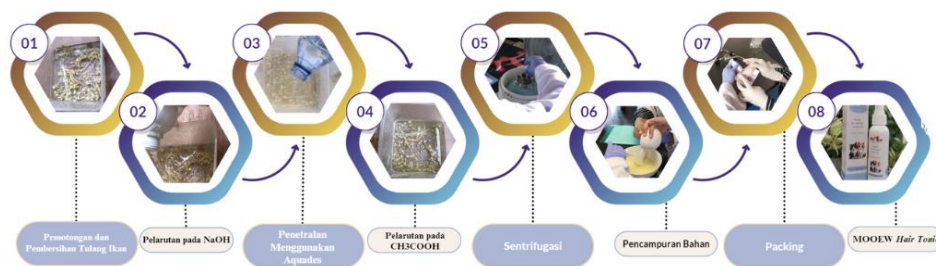 01
02
03
04
05
06
07
08
Pemotongan dan
Pembersihan Tulang Ikan
Pelarutan pada NaOH
Penetralan
Menggunakan
Aquades
Pelarutan pada
CH3COOH
Sentrifugasi
Pencampuran Bahan
Packing
MOOEW Hair Tonic